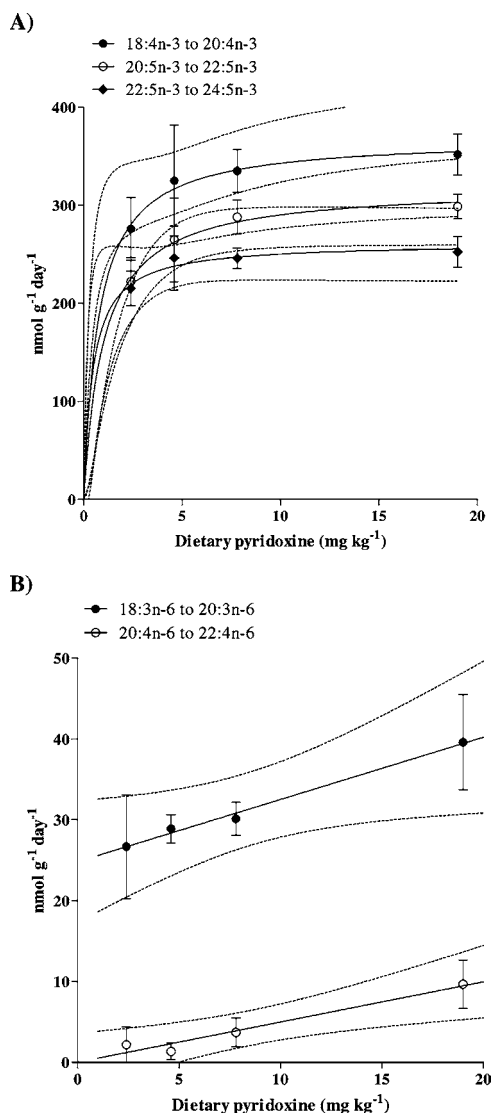 A)
18:4n-3 to 20:4n-3
20:5n-3 to 22:5n-3
22:5n-3 to 24:5n-3
400
300
200
100
0
nmol g⁻¹ day⁻¹
0 5 10 15 20
Dietary pyridoxine (mg kg⁻¹)
B)
18:3n-6 to 20:3n-6
20:4n-6 to 22:4n-6
50
40
30
20
10
0
nmol g⁻¹ day⁻¹
0 5 10 15 20
Dietary pyridoxine (mg kg⁻¹)